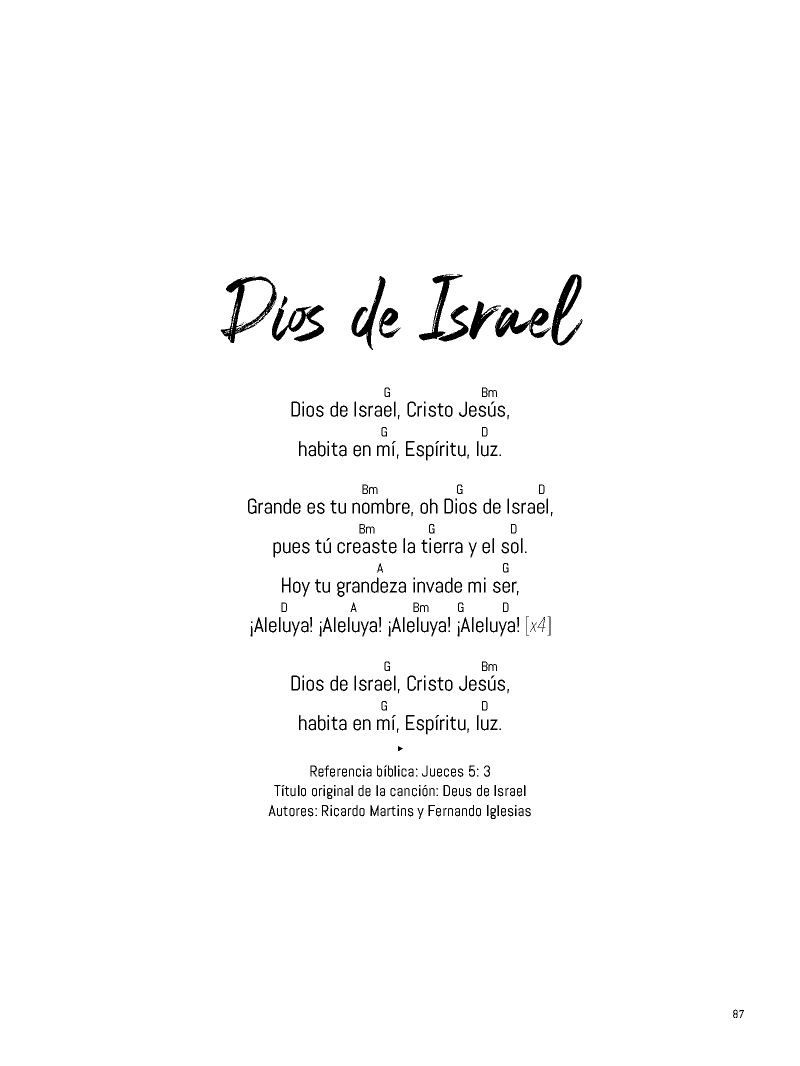 Dios de Israel
G Bm
Dios de Israel, Cristo Jesús,
G D
habita en mí, Espíritu, luz.
Bm G D
Grande es tu nombre, oh Dios de Israel,
Bm G D
pues tú creaste la tierra y el sol.
A G
Hoy tu grandeza invade mi ser,
D A Bm G D
¡Aleluya! ¡Aleluya! ¡Aleluya! ¡Aleluya! [x4]
G Bm
Dios de Israel, Cristo Jesús,
G D
habita en mí, Espíritu, luz.
Referencia bíblica: Jueces 5: 3
Título original de la canción: Deus de Israel
Autores: Ricardo Martins y Fernando Iglesias
87